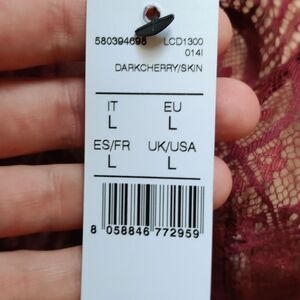 580394698 LCD1300
014I
DARKCHERRY/SKIN
IT EU
L L
ES/FR UK/USA
L L
8 058846 772959